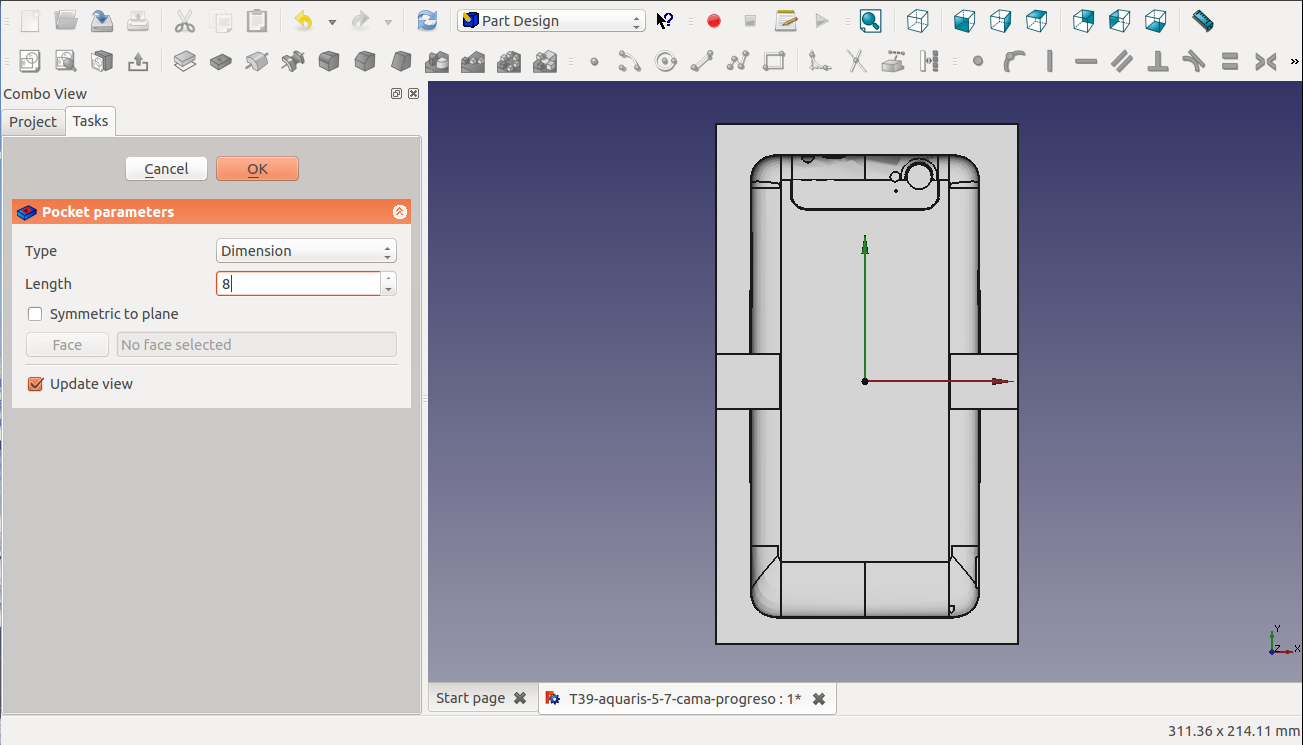 Part Design
Combo View
Project
Tasks
Cancel
OK
Pocket parameters
Type
Dimension
Length
8
Symmetric to plane
Face
No face selected
Update view
Y
Z
X
Start page
T39-aquaris-5-7-cama-progreso : 1*
311.36 x 214.11 mm